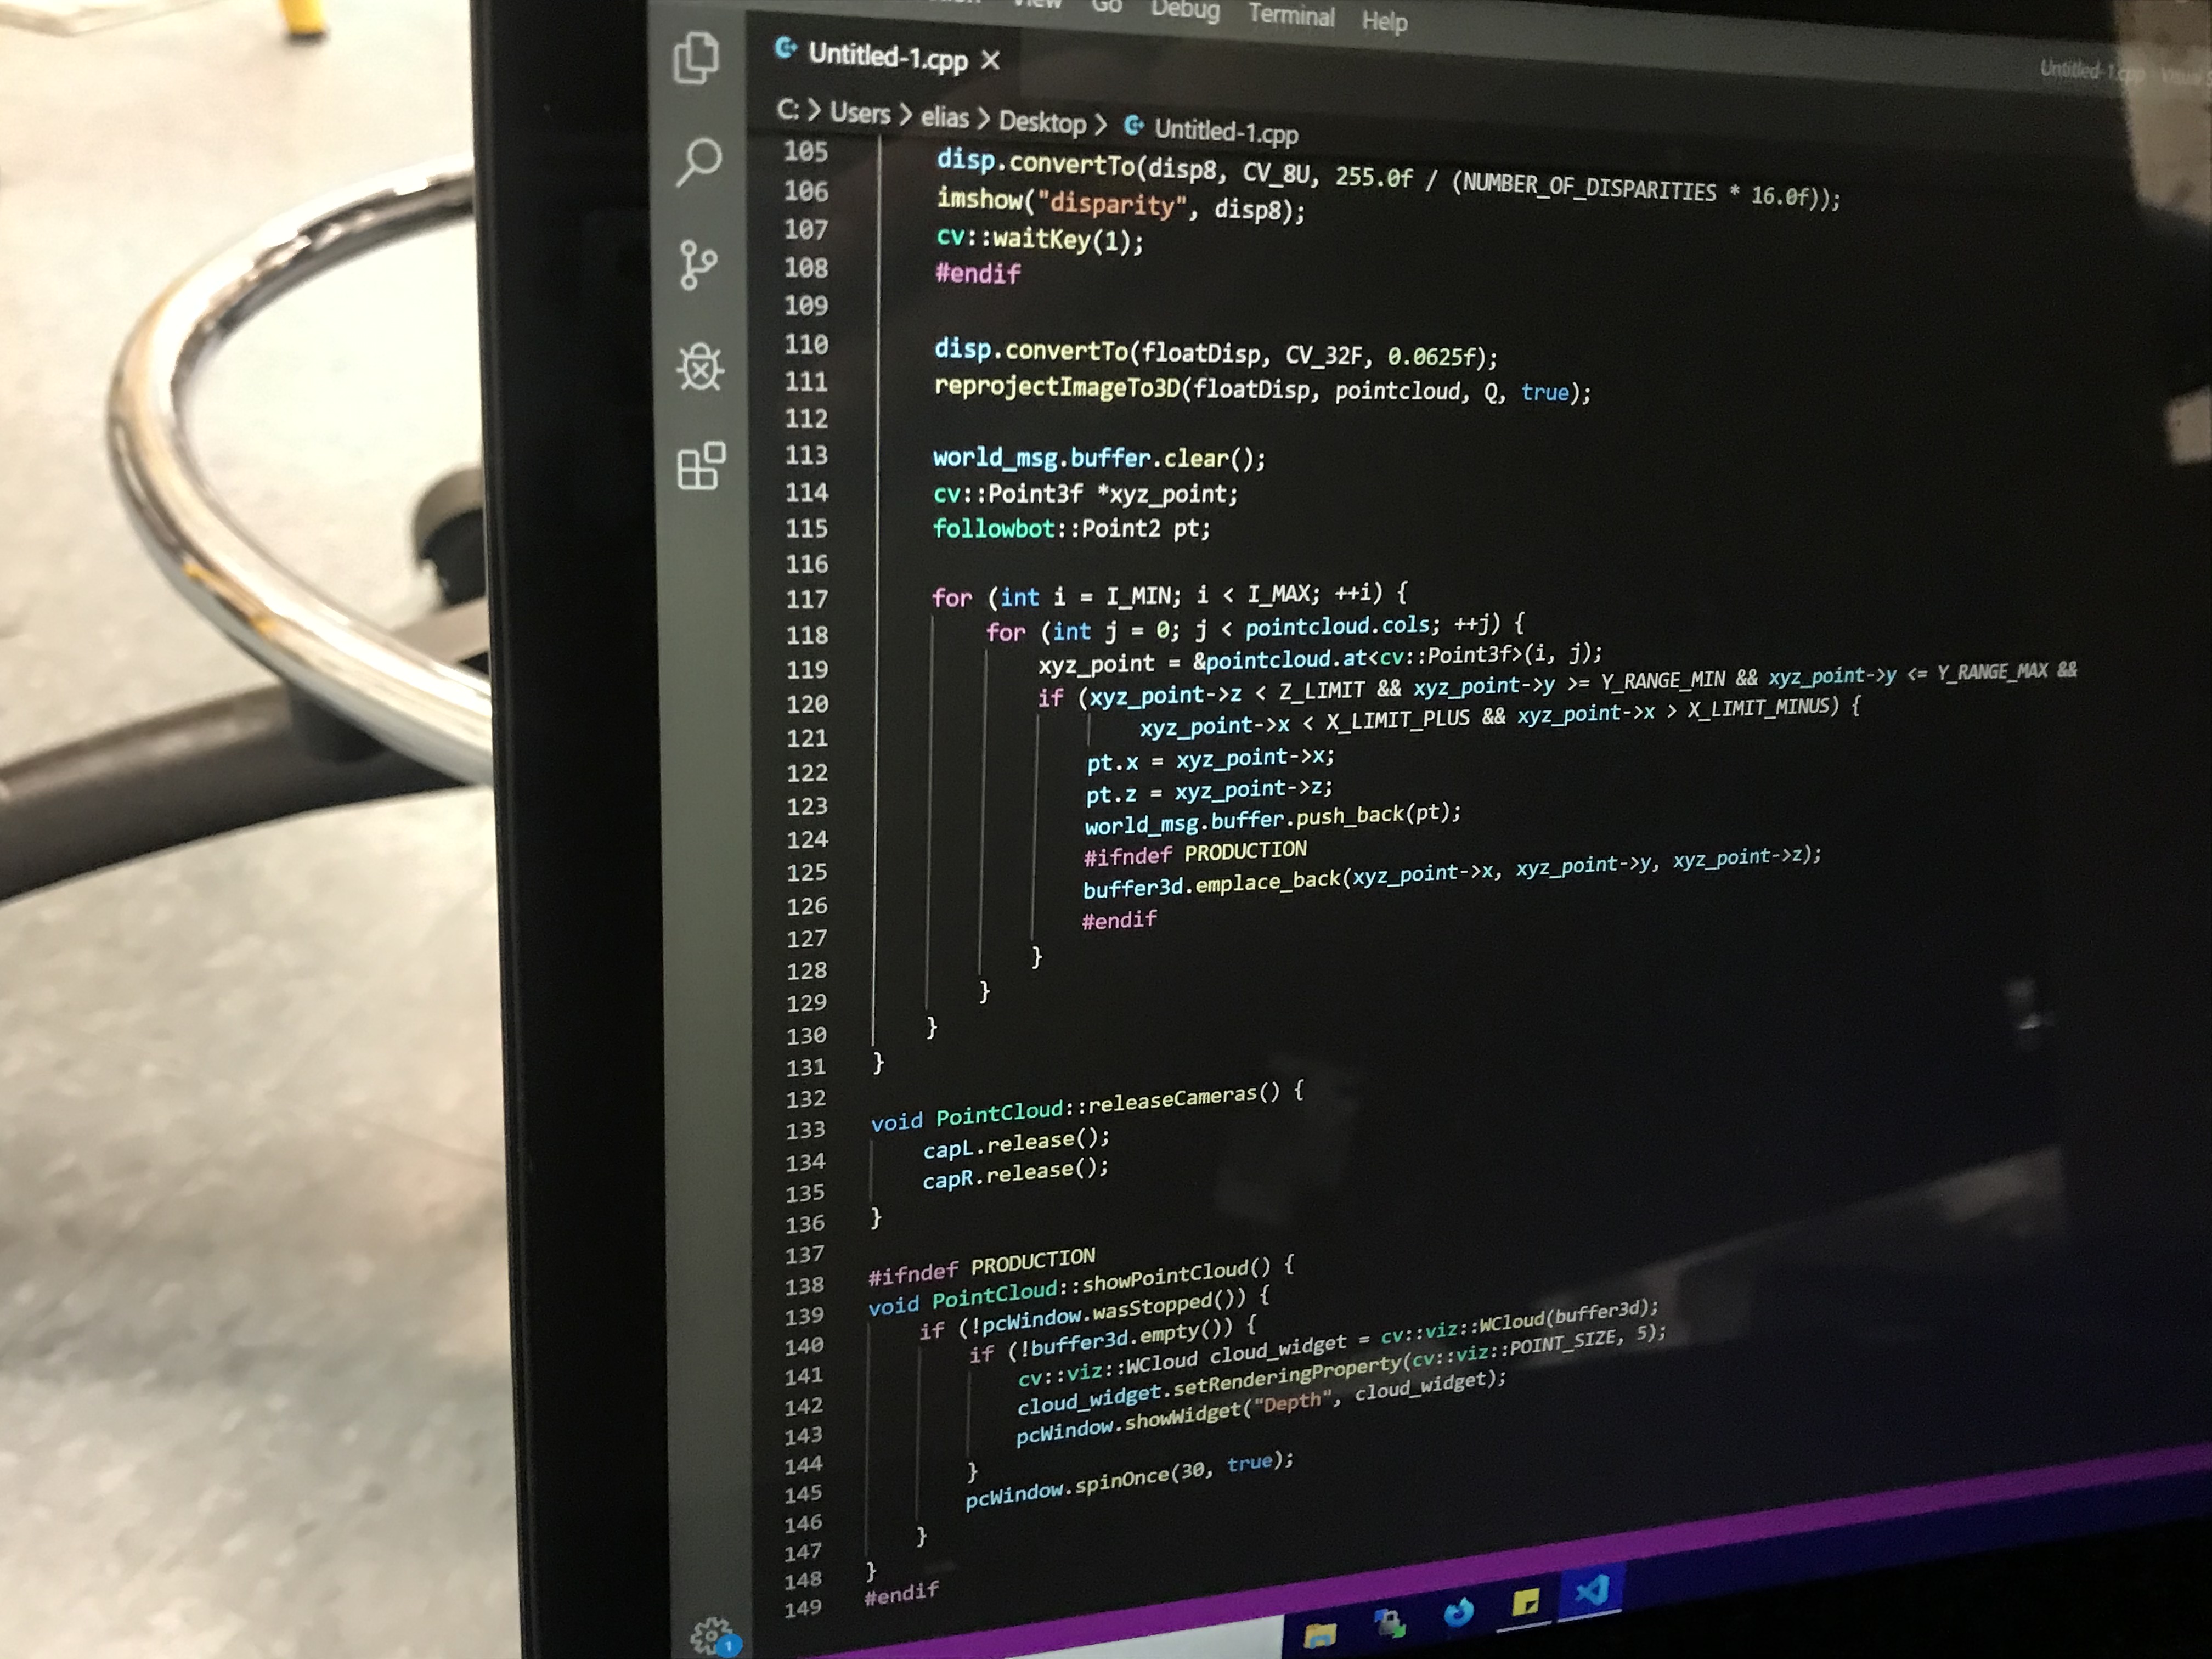 View Go Debug Terminal Help
Untitled-1.cpp
Untitled-1.cpp
C: > Users > elias > Desktop > Untitled-1.cpp
105 disp.convertTo(disp8, CV_8U, 255.0f / (NUMBER_OF_DISPARITIES * 16.0f));
106 imshow("disparity", disp8);
107 cv::waitKey(1);
108 #endif
109
110 disp.convertTo(floatDisp, CV_32F, 0.0625f);
111 reprojectImageTo3D(floatDisp, pointcloud, Q, true);
112
113 world_msg.buffer.clear();
114 cv::Point3f *xyz_point;
115 followbot::Point2 pt;
116
117 for (int i = I_MIN; i < I_MAX; ++i) {
118 for (int j = 0; j < pointcloud.cols; ++j) {
119 xyz_point = &pointcloud.at<cv::Point3f>(i, j);
120 if (xyz_point->z < Z_LIMIT && xyz_point->y >= Y_RANGE_MIN && xyz_point->y <= Y_RANGE_MAX &&
121 xyz_point->x < X_LIMIT_PLUS && xyz_point->x > X_LIMIT_MINUS) {
122 pt.x = xyz_point->x;
123 pt.z = xyz_point->z;
124 world_msg.buffer.push_back(pt);
125 #ifndef PRODUCTION
126 buffer3d.emplace_back(xyz_point->x, xyz_point->y, xyz_point->z);
127 #endif
128 }
129 }
130 }
131 }
132
133 void PointCloud::releaseCameras() {
134 capL.release();
135 capR.release();
136 }
137
138 #ifndef PRODUCTION
139 void PointCloud::showPointCloud() {
140 if (!pcWindow.wasStopped()) {
141 if (!buffer3d.empty()) {
142 cv::viz::WCloud cloud_widget = cv::viz::WCloud(buffer3d);
143 cloud_widget.setRenderingProperty(cv::viz::POINT_SIZE, 5);
144 pcWindow.showWidget("Depth", cloud_widget);
145 }
146 pcWindow.spinOnce(30, true);
147 }
148 }
149 #endif
1